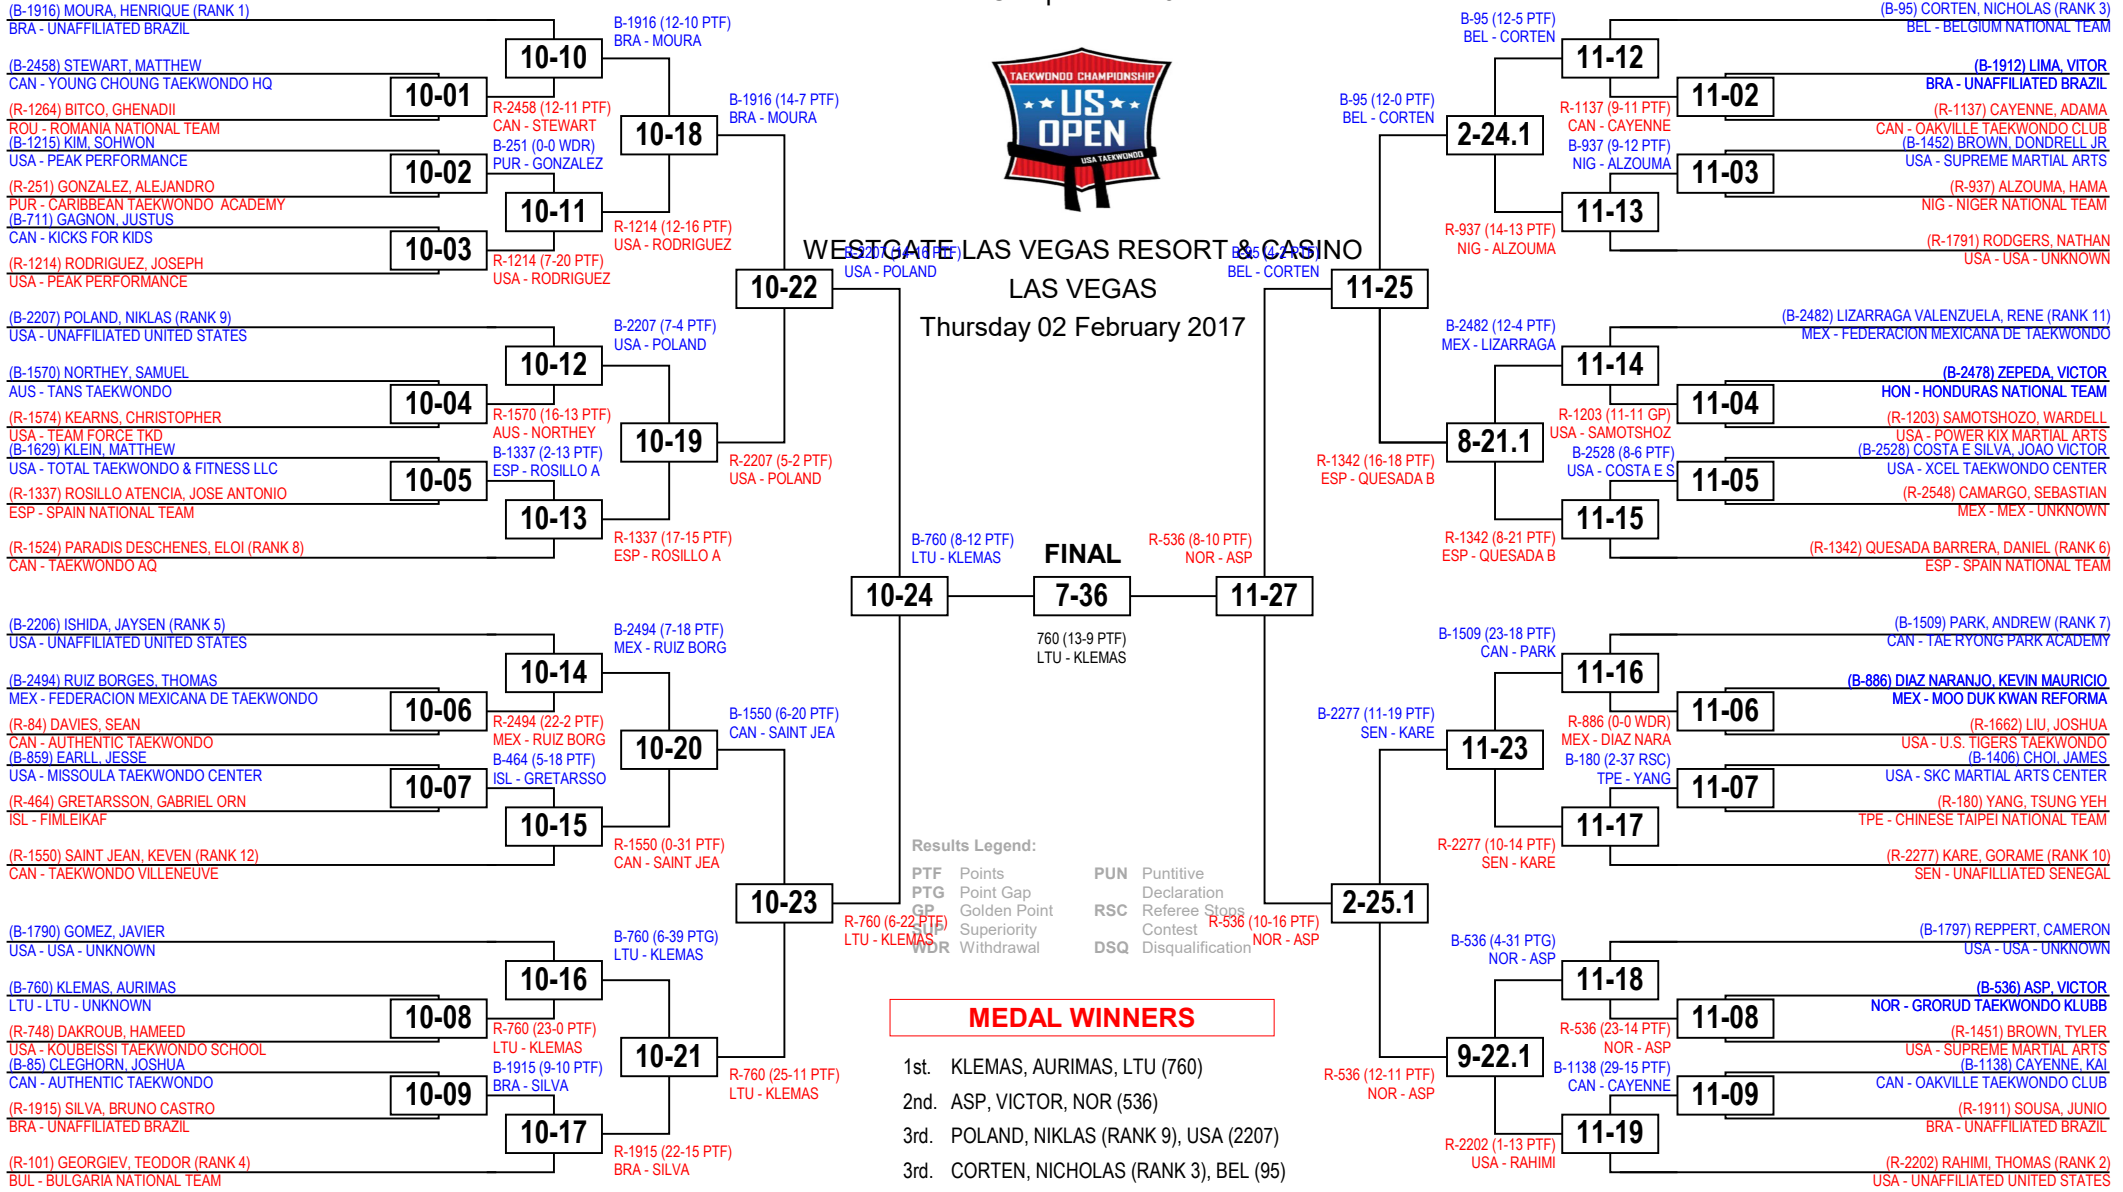 (B-1916) MOURA, HENRIQUE (RANK 1)
BRA - UNAFFILIATED BRAZIL
(B-2458) STEWART, MATTHEW
CAN - YOUNG CHOUNG TAEKWONDO HQ
(R-1264) BITCO, GHENADII
ROU - ROMANIA NATIONAL TEAM
(B-1215) KIM, SOHWON
USA - PEAK PERFORMANCE
(R-251) GONZALEZ, ALEJANDRO
PUR - CARIBBEAN TAEKWONDO ACADEMY
(B-711) GAGNON, JUSTUS
CAN - KICKS FOR KIDS
(R-1214) RODRIGUEZ, JOSEPH
USA - PEAK PERFORMANCE
(B-2207) POLAND, NIKLAS (RANK 9)
USA - UNAFFILIATED UNITED STATES
(B-1570) NORTHEY, SAMUEL
AUS - TANS TAEKWONDO
(R-1574) KEARNS, CHRISTOPHER
USA - TEAM FORCE TKD
(B-1629) KLEIN, MATTHEW
USA - TOTAL TAEKWONDO & FITNESS LLC
(R-1337) ROSILLO ATENCIA, JOSE ANTONIO
ESP - SPAIN NATIONAL TEAM
(R-1524) PARADIS DESCHENES, ELOI (RANK 8)
CAN - TAEKWONDO AQ
(B-2206) ISHIDA, JAYSEN (RANK 5)
USA - UNAFFILIATED UNITED STATES
(B-2494) RUIZ BORGES, THOMAS
MEX - FEDERACION MEXICANA DE TAEKWONDO
(R-84) DAVIES, SEAN
CAN - AUTHENTIC TAEKWONDO
(B-859) EARLL, JESSE
USA - MISSOULA TAEKWONDO CENTER
(R-464) GRETARSSON, GABRIEL ORN
ISL - FIMLEIKAF
(R-1550) SAINT JEAN, KEVEN (RANK 12)
CAN - TAEKWONDO VILLENEUVE
(B-1790) GOMEZ, JAVIER
USA - USA - UNKNOWN
(B-760) KLEMAS, AURIMAS
LTU - LTU - UNKNOWN
(R-748) DAKROUB, HAMEED
USA - KOUBEISSI TAEKWONDO SCHOOL
(B-85) CLEGHORN, JOSHUA
CAN - AUTHENTIC TAEKWONDO
(R-1915) SILVA, BRUNO CASTRO
BRA - UNAFFILIATED BRAZIL
(R-101) GEORGIEV, TEODOR (RANK 4)
BUL - BULGARIA NATIONAL TEAM
10-01
10-02
10-03
10-04
10-05
10-06
10-07
10-08
10-09
10-10
R-2458 (12-11 PTF)
CAN - STEWART
B-251 (0-0 WDR)
PUR - GONZALEZ
10-11
R-1214 (7-20 PTF)
USA - RODRIGUEZ
10-12
R-1570 (16-13 PTF)
AUS - NORTHEY
B-1337 (2-13 PTF)
ESP - ROSILLO A
10-13
10-14
R-2494 (22-2 PTF)
MEX - RUIZ BORG
B-464 (5-18 PTF)
ISL - GRETARSSO
10-15
10-16
R-760 (23-0 PTF)
LTU - KLEMAS
B-1915 (9-10 PTF)
BRA - SILVA
10-17
B-1916 (12-10 PTF)
BRA - MOURA
10-18
R-1214 (12-16 PTF)
USA - RODRIGUEZ
B-2207 (7-4 PTF)
USA - POLAND
10-19
R-1337 (17-15 PTF)
ESP - ROSILLO A
B-2494 (7-18 PTF)
MEX - RUIZ BORG
10-20
R-1550 (0-31 PTF)
CAN - SAINT JEA
B-760 (6-39 PTG)
LTU - KLEMAS
10-21
R-1915 (22-15 PTF)
BRA - SILVA
B-1916 (14-7 PTF)
BRA - MOURA
10-22
R-2207 (5-2 PTF)
USA - POLAND
B-1550 (6-20 PTF)
CAN - SAINT JEA
10-23
R-760 (25-11 PTF)
LTU - KLEMAS
TAEKWONDO CHAMPIONSHIP
US
OPEN
USA TAEKWONDO
WESTGATE LAS VEGAS RESORT & CASINO
LAS VEGAS
Thursday 02 February 2017
B-2207 (14-16 PTF)
USA - POLAND
10-24
R-760 (6-22 PTF)
LTU - KLEMAS
B-760 (8-12 PTF)
LTU - KLEMAS
FINAL
7-36
760 (13-9 PTF)
LTU - KLEMAS
R-536 (8-10 PTF)
NOR - ASP
B-95 (4-2 PTF)
BEL - CORTEN
11-27
R-536 (10-16 PTF)
NOR - ASP
Results Legend:
PTF Points
PTG Point Gap
GP Golden Point
SUP Superiority
WDR Withdrawal
PUN Puntitive
Declaration
RSC Referee Stops
Contest
DSQ Disqualification
MEDAL WINNERS
1st. KLEMAS, AURIMAS, LTU (760)
2nd. ASP, VICTOR, NOR (536)
3rd. POLAND, NIKLAS (RANK 9), USA (2207)
3rd. CORTEN, NICHOLAS (RANK 3), BEL (95)
B-95 (12-0 PTF)
BEL - CORTEN
11-25
R-1342 (16-18 PTF)
ESP - QUESADA B
B-2277 (11-19 PTF)
SEN - KARE
2-25.1
R-536 (12-11 PTF)
NOR - ASP
B-95 (12-5 PTF)
BEL - CORTEN
2-24.1
R-937 (14-13 PTF)
NIG - ALZOUMA
B-2482 (12-4 PTF)
MEX - LIZARRAGA
8-21.1
R-1342 (8-21 PTF)
ESP - QUESADA B
B-1509 (23-18 PTF)
CAN - PARK
11-23
R-2277 (10-14 PTF)
SEN - KARE
B-536 (4-31 PTG)
NOR - ASP
9-22.1
R-2202 (1-13 PTF)
USA - RAHIMI
11-12
R-1137 (9-11 PTF)
CAN - CAYENNE
B-937 (9-12 PTF)
NIG - ALZOUMA
11-13
11-14
R-1203 (11-11 GP)
USA - SAMOTSHOZ
B-2528 (8-6 PTF)
USA - COSTA E S
11-15
11-16
R-886 (0-0 WDR)
MEX - DIAZ NARA
B-180 (2-37 RSC)
TPE - YANG
11-17
11-18
R-536 (23-14 PTF)
NOR - ASP
B-1138 (29-15 PTF)
CAN - CAYENNE
11-19
11-02
11-03
11-04
11-05
11-06
11-07
11-08
11-09
(B-95) CORTEN, NICHOLAS (RANK 3)
BEL - BELGIUM NATIONAL TEAM
(B-1912) LIMA, VITOR
BRA - UNAFFILIATED BRAZIL
(R-1137) CAYENNE, ADAMA
CAN - OAKVILLE TAEKWONDO CLUB
(B-1452) BROWN, DONDRELL JR
USA - SUPREME MARTIAL ARTS
(R-937) ALZOUMA, HAMA
NIG - NIGER NATIONAL TEAM
(R-1791) RODGERS, NATHAN
USA - USA - UNKNOWN
(B-2482) LIZARRAGA VALENZUELA, RENE (RANK 11)
MEX - FEDERACION MEXICANA DE TAEKWONDO
(B-2478) ZEPEDA, VICTOR
HON - HONDURAS NATIONAL TEAM
(R-1203) SAMOTSHOZO, WARDELL
USA - POWER KIX MARTIAL ARTS
(B-2528) COSTA E SILVA, JOAO VICTOR
USA - XCEL TAEKWONDO CENTER
(R-2548) CAMARGO, SEBASTIAN
MEX - MEX - UNKNOWN
(R-1342) QUESADA BARRERA, DANIEL (RANK 6)
ESP - SPAIN NATIONAL TEAM
(B-1509) PARK, ANDREW (RANK 7)
CAN - TAE RYONG PARK ACADEMY
(B-886) DIAZ NARANJO, KEVIN MAURICIO
MEX - MOO DUK KWAN REFORMA
(R-1662) LIU, JOSHUA
USA - U.S. TIGERS TAEKWONDO
(B-1406) CHOI, JAMES
USA - SKC MARTIAL ARTS CENTER
(R-180) YANG, TSUNG YEH
TPE - CHINESE TAIPEI NATIONAL TEAM
(R-2277) KARE, GORAME (RANK 10)
SEN - UNAFILLIATED SENEGAL
(B-1797) REPPERT, CAMERON
USA - USA - UNKNOWN
(B-536) ASP, VICTOR
NOR - GRORUD TAEKWONDO KLUBB
(R-1451) BROWN, TYLER
USA - SUPREME MARTIAL ARTS
(B-1138) CAYENNE, KAI
CAN - OAKVILLE TAEKWONDO CLUB
(R-1911) SOUSA, JUNIO
BRA - UNAFFILIATED BRAZIL
(R-2202) RAHIMI, THOMAS (RANK 2)
USA - UNAFFILIATED UNITED STATES